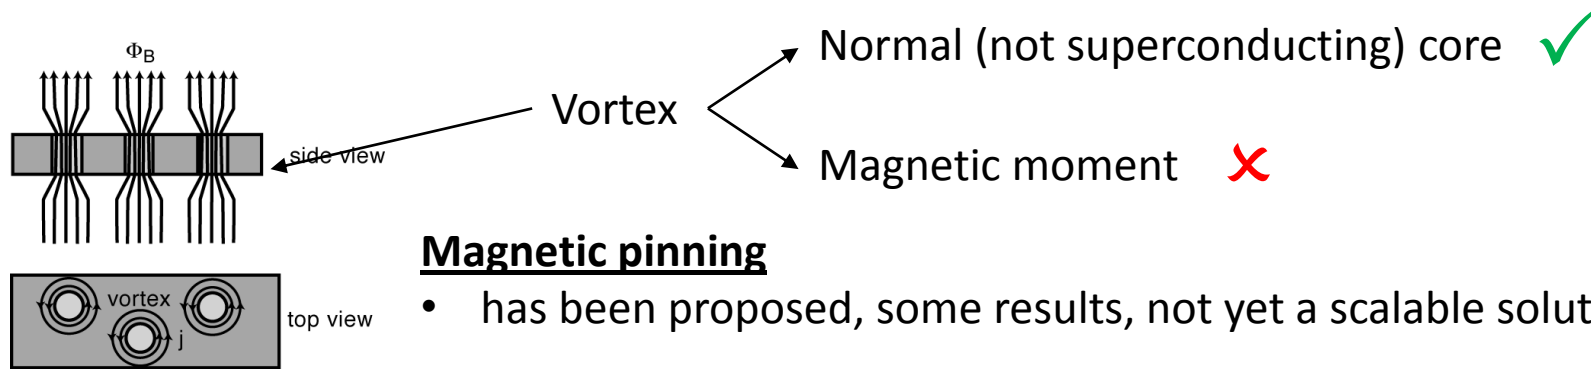 Φ_B
side view
vortex
j
top view
Vortex
Normal (not superconducting) core ✓
Magnetic moment ✗
Magnetic pinning
• has been proposed, some results, not yet a scalable solut